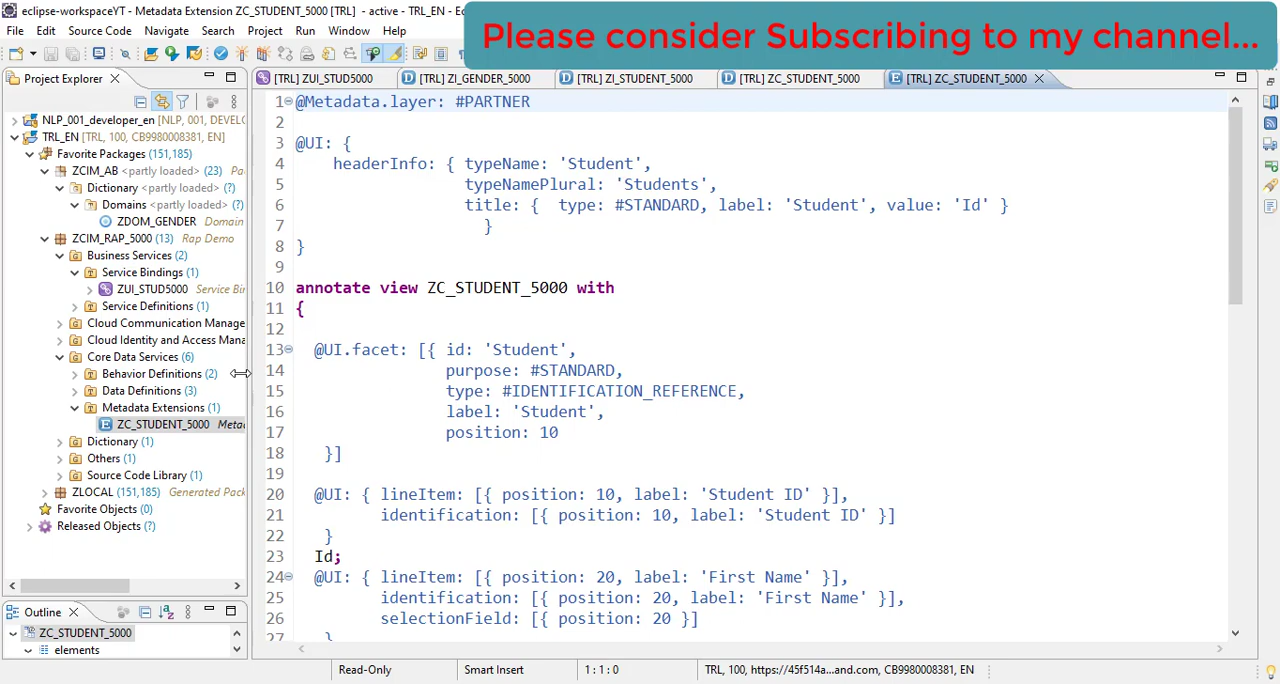 eclipse-workspaceYT - Metadata Extension ZC_STUDENT_5000 [TRL] - active - TRL_EN - Ec
Please consider Subscribing to my channel...
File Edit Source Code Navigate Search Project Run Window Help
Project Explorer
[TRL] ZUI_STUD5000
[TRL] ZI_GENDER_5000
[TRL] ZI_STUDENT_5000
[TRL] ZC_STUDENT_5000
[TRL] ZC_STUDENT_5000
NLP_001_developer_en [NLP, 001, DEVELO
TRL_EN [TRL, 100, CB9980008381, EN]
Favorite Packages (151,185)
ZCIM_AB <partly loaded> (23) Pa
Dictionary <partly loaded> (?)
Domains <partly loaded> (?)
ZDOM_GENDER Domain
ZCIM_RAP_5000 (13) Rap Demo
Business Services (2)
Service Bindings (1)
ZUI_STUD5000 Service Bin
Service Definitions (1)
Cloud Communication Manage
Cloud Identity and Access Mana
Core Data Services (6)
Behavior Definitions (2)
Data Definitions (3)
Metadata Extensions (1)
ZC_STUDENT_5000 Meta
Dictionary (1)
Others (1)
Source Code Library (1)
ZLOCAL (151,185) Generated Pack
Favorite Objects (0)
Released Objects (?)
Outline
ZC_STUDENT_5000
elements
1 @Metadata.layer: #PARTNER
2
3 @UI: {
4 headerInfo: { typeName: 'Student',
5 typeNamePlural: 'Students',
6 title: { type: #STANDARD, label: 'Student', value: 'Id' }
7 }
8 }
9
10 annotate view ZC_STUDENT_5000 with
11 {
12
13 @UI.facet: [{ id: 'Student',
14 purpose: #STANDARD,
15 type: #IDENTIFICATION_REFERENCE,
16 label: 'Student',
17 position: 10
18 }]
19
20 @UI: { lineItem: [{ position: 10, label: 'Student ID' }],
21 identification: [{ position: 10, label: 'Student ID' }]
22 }
23 Id;
24 @UI: { lineItem: [{ position: 20, label: 'First Name' }],
25 identification: [{ position: 20, label: 'First Name' }],
26 selectionField: [{ position: 20 }]
27 }
Read-Only Smart Insert 1 : 1 : 0 TRL, 100, https://45f514a...and.com, CB9980008381, EN